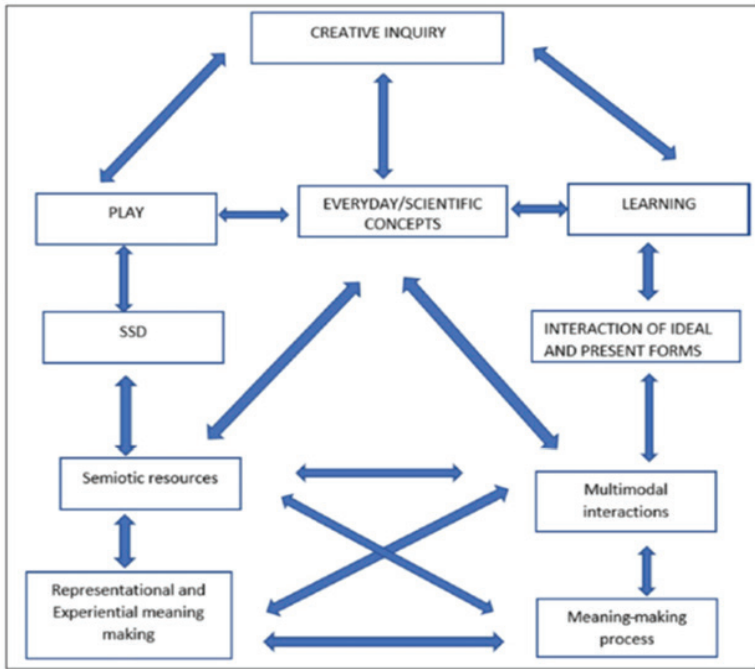 CREATIVE INQUIRY
PLAY
EVERYDAY/SCIENTIFIC
CONCEPTS
LEARNING
SSD
INTERACTION OF IDEAL
AND PRESENT FORMS
Semiotic resources
Multimodal
interactions
Representational and
Experiential meaning
making
Meaning-making
process